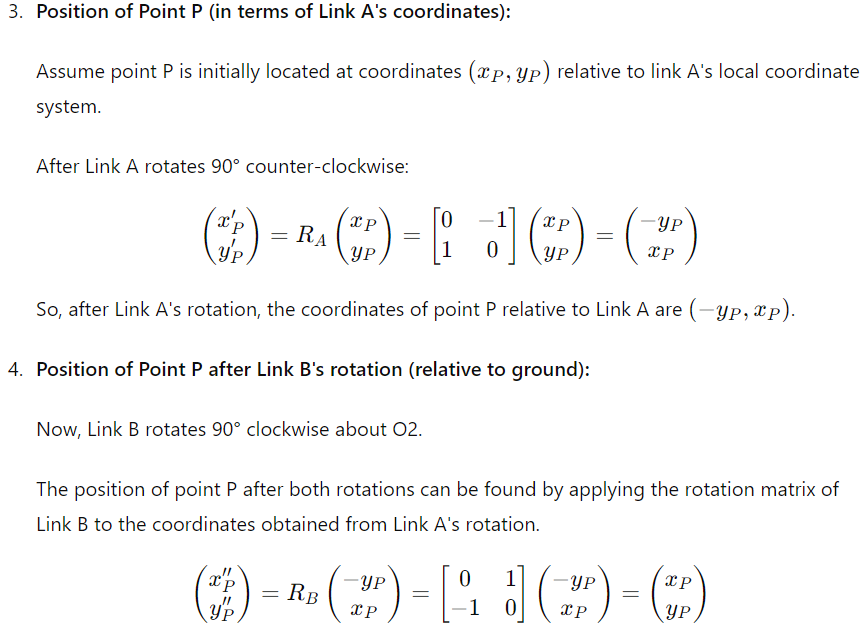 3. Position of Point P (in terms of Link A's coordinates):
Assume point P is initially located at coordinates (x_P, y_P) relative to link A's local coordinate
system.
After Link A rotates 90° counter-clockwise:
\begin{pmatrix} x'_P \\ y'_P \end{pmatrix} = R_A \begin{pmatrix} x_P \\ y_P \end{pmatrix} = \begin{bmatrix} 0 & -1 \\ 1 & 0 \end{bmatrix} \begin{pmatrix} x_P \\ y_P \end{pmatrix} = \begin{pmatrix} -y_P \\ x_P \end{pmatrix}
So, after Link A's rotation, the coordinates of point P relative to Link A are (-y_P, x_P).
4. Position of Point P after Link B's rotation (relative to ground):
Now, Link B rotates 90° clockwise about O2.
The position of point P after both rotations can be found by applying the rotation matrix of
Link B to the coordinates obtained from Link A's rotation.
\begin{pmatrix} x''_P \\ y''_P \end{pmatrix} = R_B \begin{pmatrix} -y_P \\ x_P \end{pmatrix} = \begin{bmatrix} 0 & 1 \\ -1 & 0 \end{bmatrix} \begin{pmatrix} -y_P \\ x_P \end{pmatrix} = \begin{pmatrix} x_P \\ y_P \end{pmatrix}